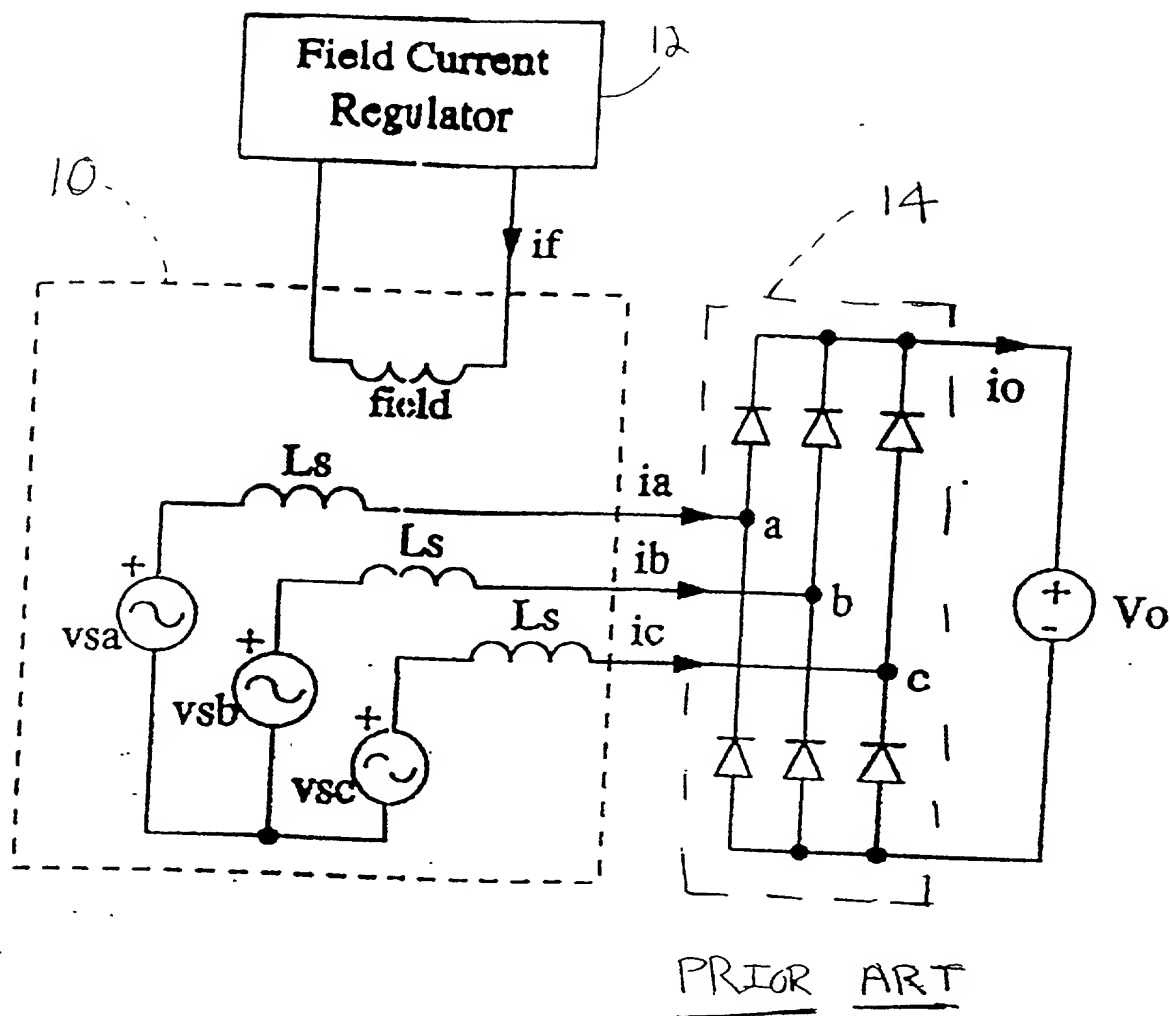 Field Current
Regulator
12
10
14
if
field
io
Ls
ia
a
Ls
ib
b
Ls
ic
c
+
vsa
+
vsb
+
vsc
+
-
Vo
PRIOR ART